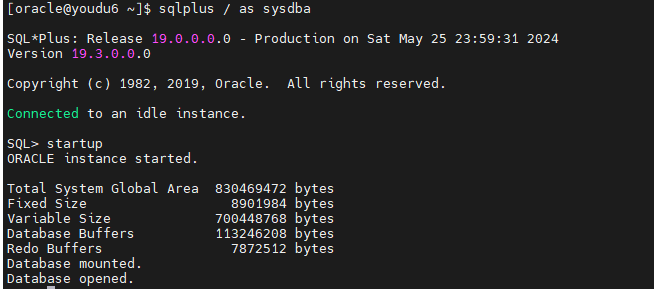 [oracle@youdu6 ~]$ sqlplus / as sysdba
SQL*Plus: Release 19.0.0.0.0 - Production on Sat May 25 23:59:31 2024
Version 19.3.0.0.0
Copyright (c) 1982, 2019, Oracle.  All rights reserved.
Connected to an idle instance.
SQL> startup
ORACLE instance started.
Total System Global Area  830469472 bytes
Fixed Size                  8901984 bytes
Variable Size             700448768 bytes
Database Buffers          113246208 bytes
Redo Buffers                7872512 bytes
Database mounted.
Database opened.